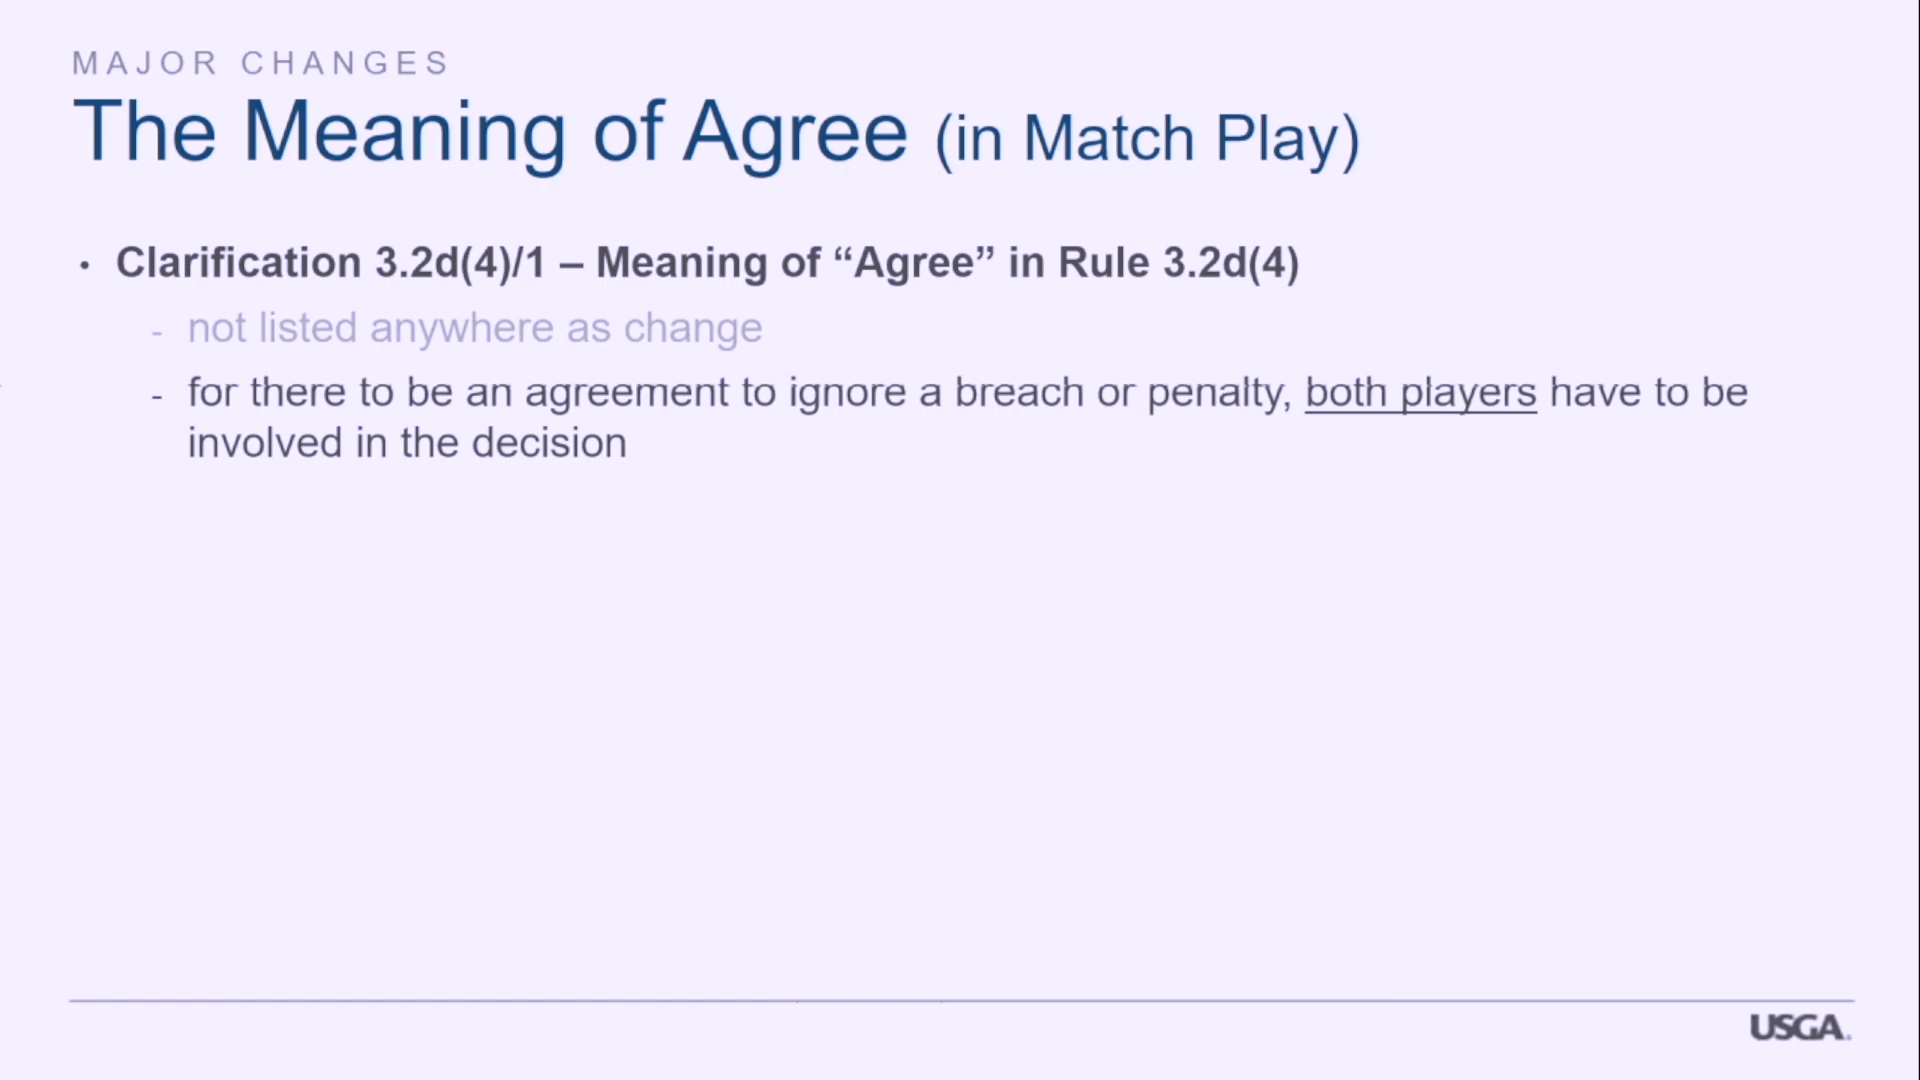 MAJOR CHANGES
The Meaning of Agree (in Match Play)
• Clarification 3.2d(4)/1 – Meaning of “Agree” in Rule 3.2d(4)
- not listed anywhere as change
- for there to be an agreement to ignore a breach or penalty, both players have to be
involved in the decision
USGA.